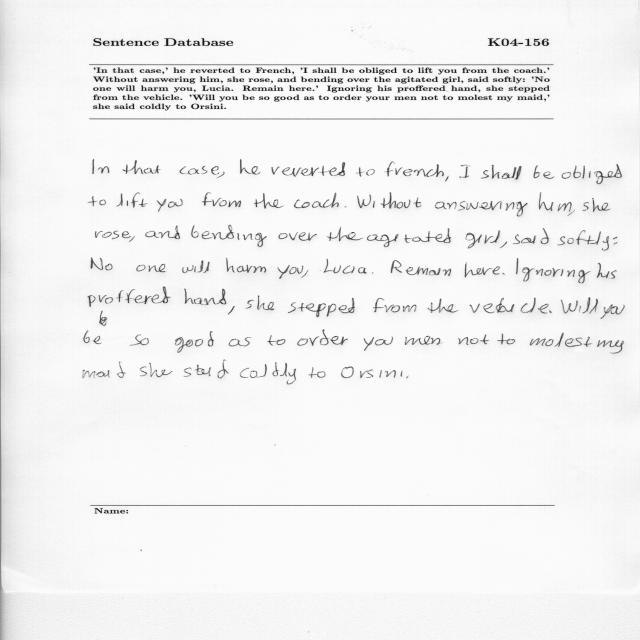 Sentence Database K04-156
'In that case,' he reverted to French, 'I shall be obliged to lift you from the coach.'
Without answering him, she rose, and bending over the agitated girl, said softly: 'No
one will harm you, Lucia. Remain here.' Ignoring his proffered hand, she stepped
from the vehicle. 'Will you be so good as to order your men not to molest my maid,'
she said coldly to Orsini.
In that case, he reverted to french, I shall be obliged
to lift you from the coach. Without answering him, she
rose, and bending over the agitated girl, said softly:
No one will harm you, Lucia. Remain here. Ignoring his
proffered hand, she stepped from the vehicle. Will you
be so good as to order you men not to molest my
maid she said coldly to Orsini.
Name: